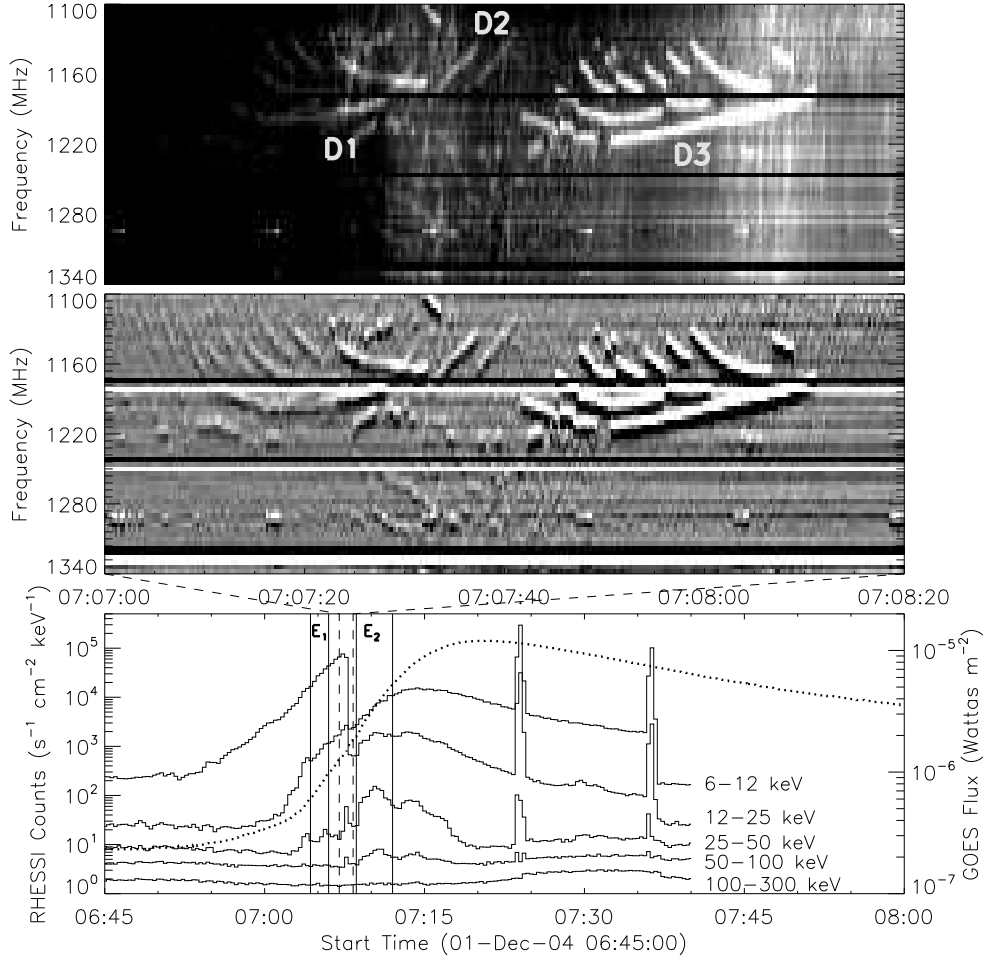 1100
1160
1220
1280
1340
Frequency (MHz)
D2
D1
D3
1100
1160
1220
1280
1340
Frequency (MHz)
07:07:00 07:07:20 07:07:40 07:08:00 07:08:20
E1 E2
10^5
10^4
10^3
10^2
10^1
10^0
RHESSI Counts (s^-1 cm^-2 keV^-1)
10^-5
10^-6
10^-7
GOES Flux (Wattas m^-2)
6-12 keV
12-25 keV
25-50 keV
50-100 keV
100-300 keV
06:45 07:00 07:15 07:30 07:45 08:00
Start Time (01-Dec-04 06:45:00)